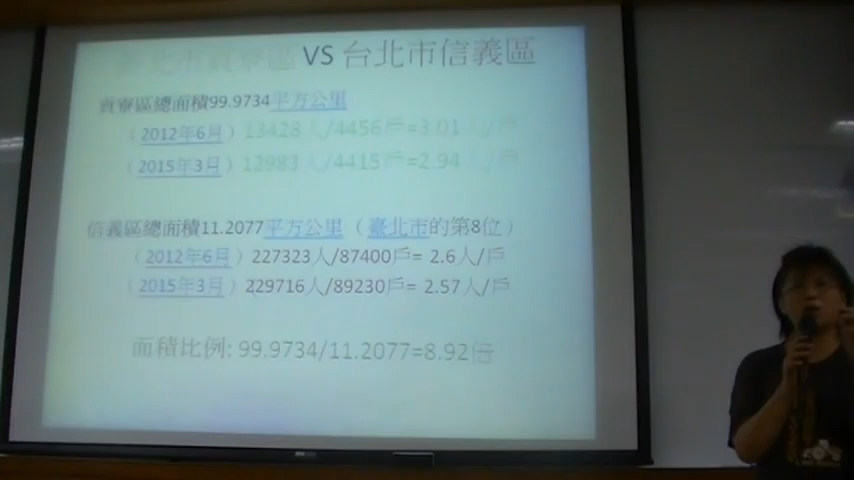 新北市貢寮區 VS 台北市信義區
貢寮區總面積99.9734平方公里
（2012年6月）13428人/4456戶=3.01人/戶
（2015年3月）12983人/4415戶=2.94人/戶
信義區總面積11.2077平方公里（臺北市的第8位）
（2012年6月）227323人/87400戶= 2.6人/戶
（2015年3月）229716人/89230戶= 2.57人/戶
面積比例: 99.9734/11.2077=8.92倍